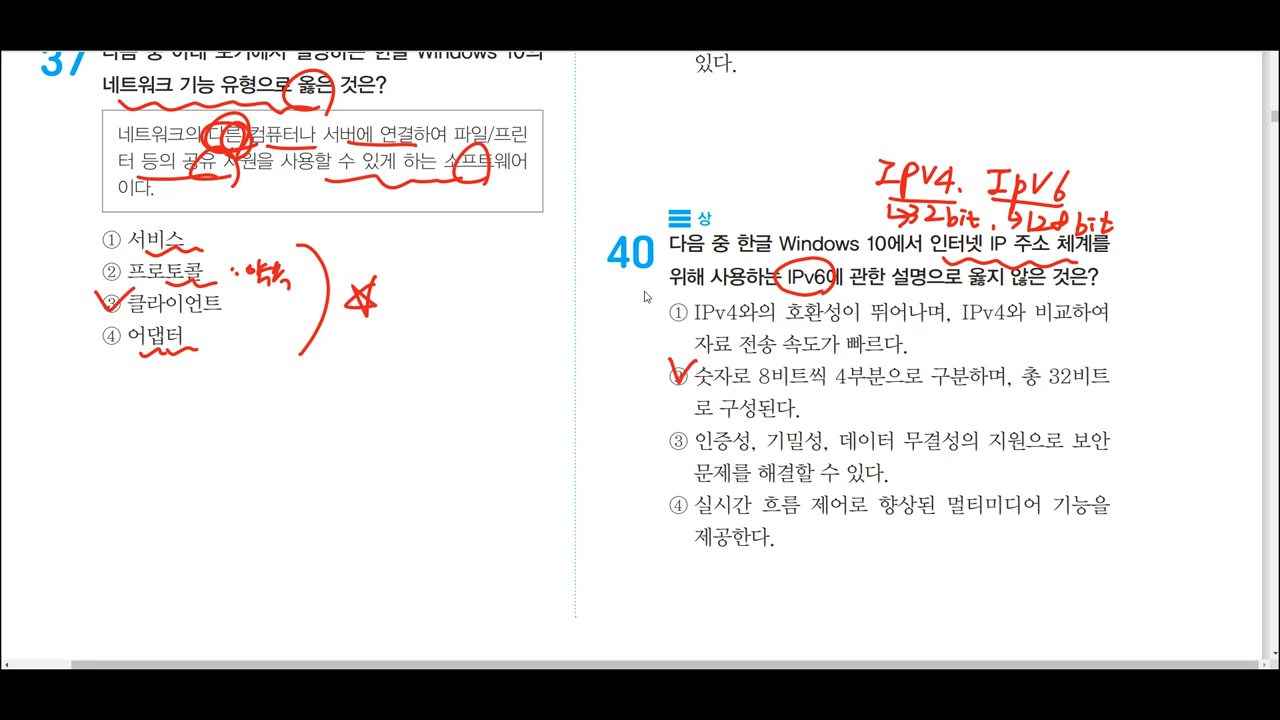 37 다음 중 아래 보기에서 설명하는 한글 Windows 10의
네트워크 기능 유형으로 옳은 것은?
네트워크의 다른 컴퓨터나 서버에 연결하여 파일/프린
터 등의 공유 자원을 사용할 수 있게 하는 소프트웨어
이다.
① 서비스
② 프로토콜 : 약속
③ 클라이언트
④ 어댑터
있다.
IPv4. IpV6
↳32bit. ↳128bit
상
40 다음 중 한글 Windows 10에서 인터넷 IP 주소 체계를
위해 사용하는 IPv6에 관한 설명으로 옳지 않은 것은?
① IPv4와의 호환성이 뛰어나며, IPv4와 비교하여
자료 전송 속도가 빠르다.
② 숫자로 8비트씩 4부분으로 구분하며, 총 32비트
로 구성된다.
③ 인증성, 기밀성, 데이터 무결성의 지원으로 보안
문제를 해결할 수 있다.
④ 실시간 흐름 제어로 향상된 멀티미디어 기능을
제공한다.